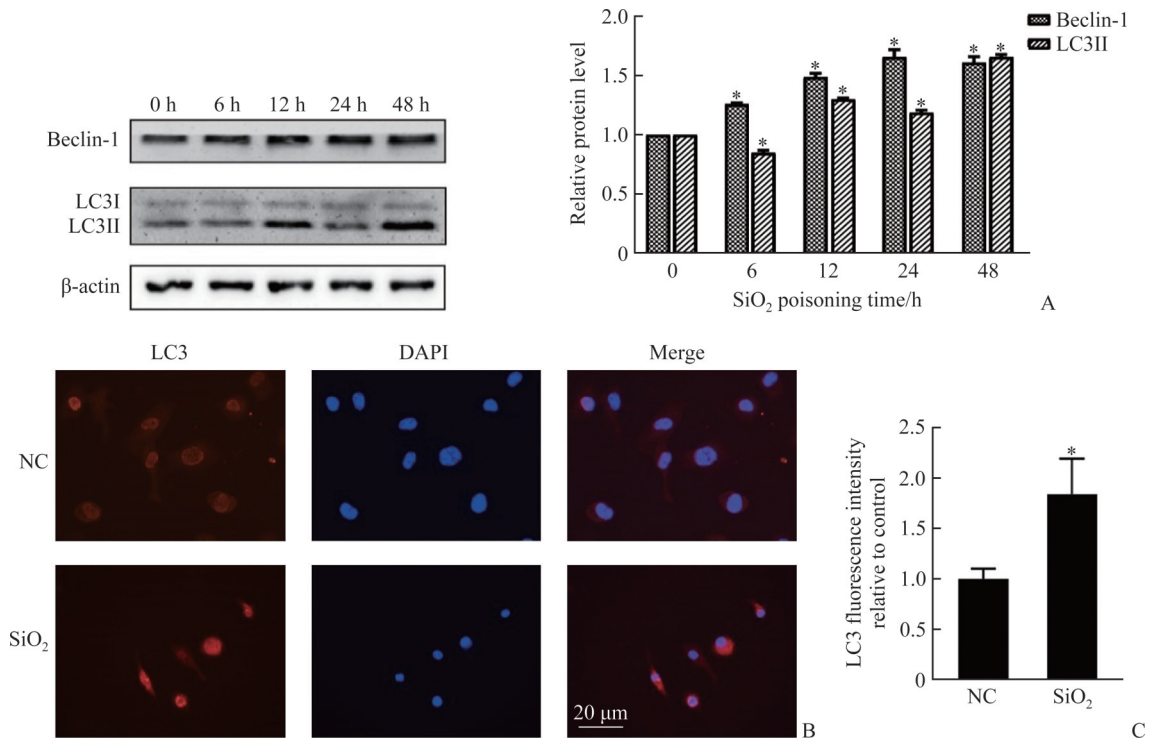 0 h 6 h 12 h 24 h 48 h
Beclin-1
LC3I
LC3II
β-actin
Beclin-1
LC3II
2.0
1.5
1.0
0.5
0
Relative protein level
* * * * * * * *
0 6 12 24 48
SiO₂ poisoning time/h
A
LC3 DAPI Merge
NC
SiO₂
20 μm
B
2.5
2.0
1.5
1.0
0.5
0
LC3 fluorescence intensity
relative to control
*
NC SiO₂
C